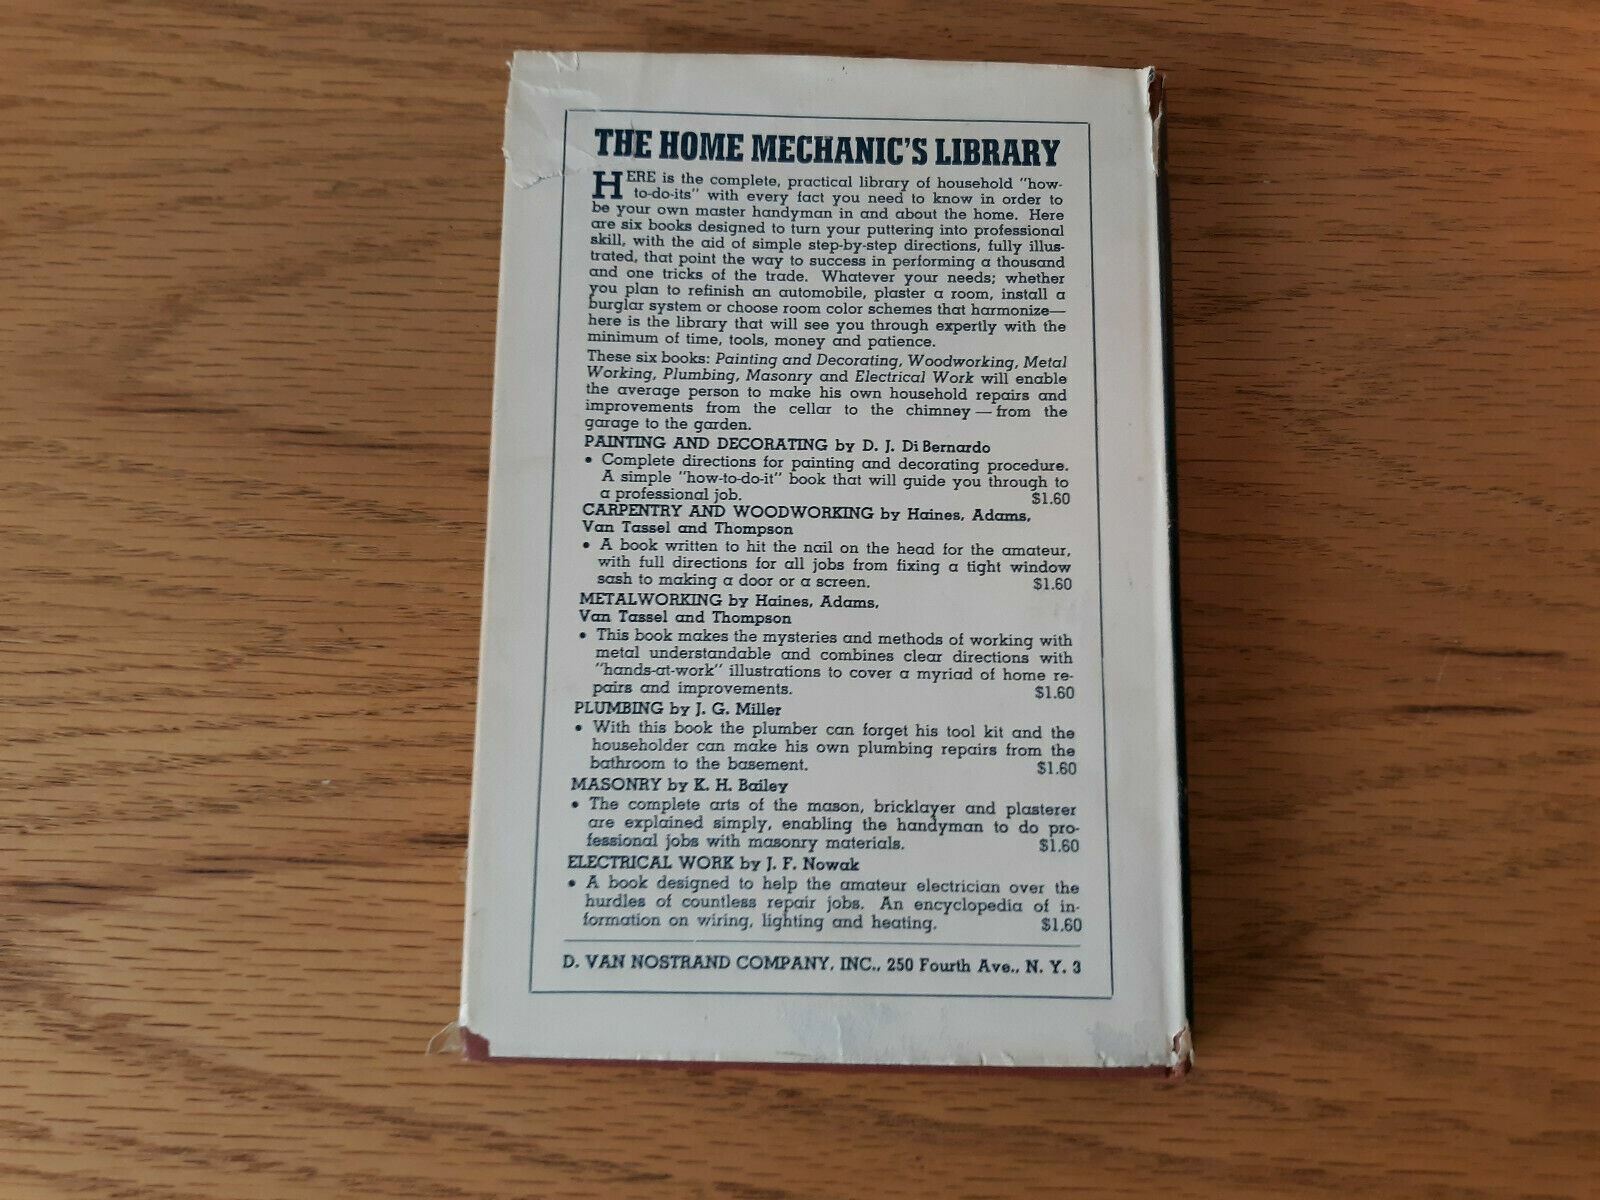 THE HOME MECHANIC'S LIBRARY
HERE is the complete, practical library of household "how-
to-do-its" with every fact you need to know in order to
be your own master handyman in and about the home. Here
are six books designed to turn your puttering into professional
skill, with the aid of simple step-by-step directions, fully illus-
trated, that point the way to success in performing a thousand
and one tricks of the trade. Whatever your needs; whether
you plan to refinish an automobile, plaster a room, install a
burglar system or choose room color schemes that harmonize—
here is the library that will see you through expertly with the
minimum of time, tools, money and patience.
These six books: Painting and Decorating, Woodworking, Metal
Working, Plumbing, Masonry and Electrical Work will enable
the average person to make his own household repairs and
improvements from the cellar to the chimney — from the
garage to the garden.
PAINTING AND DECORATING by D. J. Di Bernardo
• Complete directions for painting and decorating procedure.
A simple "how-to-do-it" book that will guide you through to
a professional job. $1.60
CARPENTRY AND WOODWORKING by Haines, Adams,
Van Tassel and Thompson
• A book written to hit the nail on the head for the amateur,
with full directions for all jobs from fixing a tight window
sash to making a door or a screen. $1.60
METALWORKING by Haines, Adams,
Van Tassel and Thompson
• This book makes the mysteries and methods of working with
metal understandable and combines clear directions with
"hands-at-work" illustrations to cover a myriad of home re-
pairs and improvements. $1.60
PLUMBING by J. G. Miller
• With this book the plumber can forget his tool kit and the
householder can make his own plumbing repairs from the
bathroom to the basement. $1.60
MASONRY by K. H. Bailey
• The complete arts of the mason, bricklayer and plasterer
are explained simply, enabling the handyman to do pro-
fessional jobs with masonry materials. $1.60
ELECTRICAL WORK by J. F. Nowak
• A book designed to help the amateur electrician over the
hurdles of countless repair jobs. An encyclopedia of in-
formation on wiring, lighting and heating. $1.60
D. VAN NOSTRAND COMPANY, INC., 250 Fourth Ave., N. Y. 3